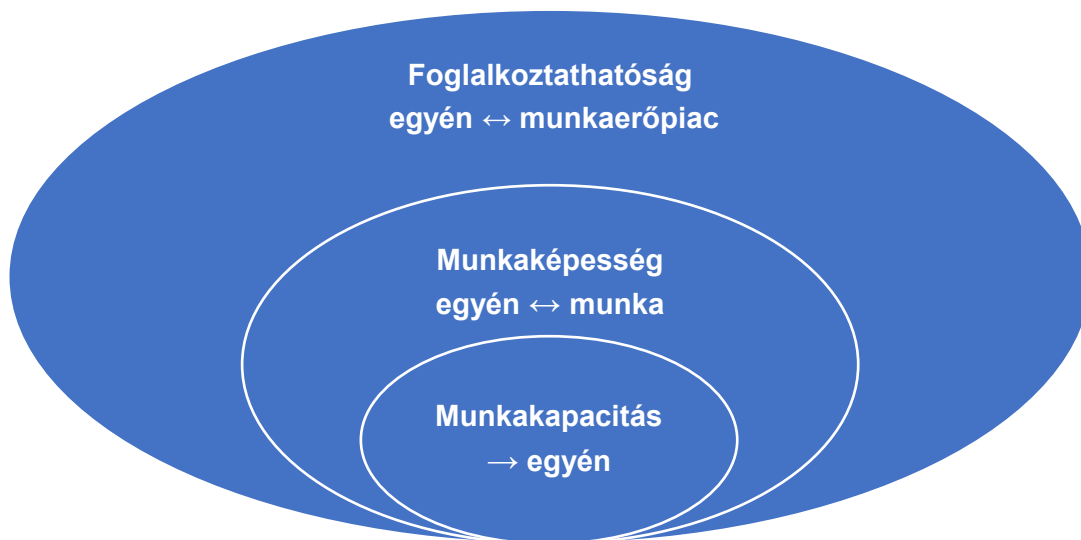 Foglalkoztathatóság
egyén ↔ munkaerőpiac
Munkaképesség
egyén ↔ munka
Munkakapacitás
→ egyén